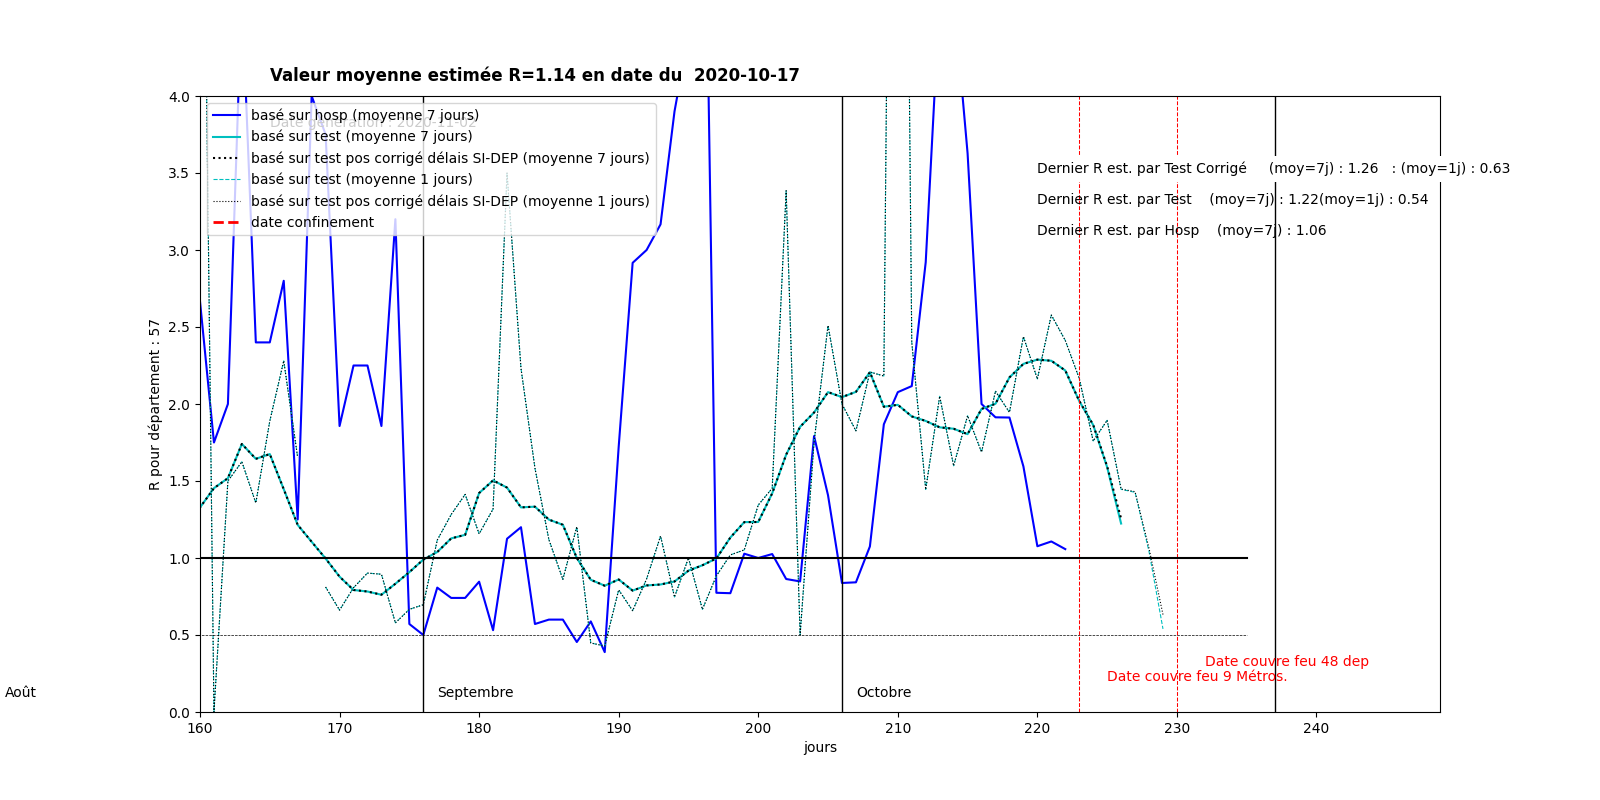 Valeur moyenne estimée R=1.14 en date du  2020-10-17
Date génération : 2020-11-02
basé sur hosp (moyenne 7 jours)
basé sur test (moyenne 7 jours)
basé sur test pos corrigé délais SI-DEP (moyenne 7 jours)
basé sur test (moyenne 1 jours)
basé sur test pos corrigé délais SI-DEP (moyenne 1 jours)
date confinement
Dernier R est. par Test Corrigé     (moy=7j) : 1.26   : (moy=1j) : 0.63
Dernier R est. par Test    (moy=7j) : 1.22(moy=1j) : 0.54
Dernier R est. par Hosp    (moy=7j) : 1.06
R pour département : 57
4.0
3.5
3.0
2.5
2.0
1.5
1.0
0.5
0.0
Date couvre feu 48 dep
Date couvre feu 9 Métros.
Août
Septembre
Octobre
160 170 180 190 200 210 220 230 240
jours